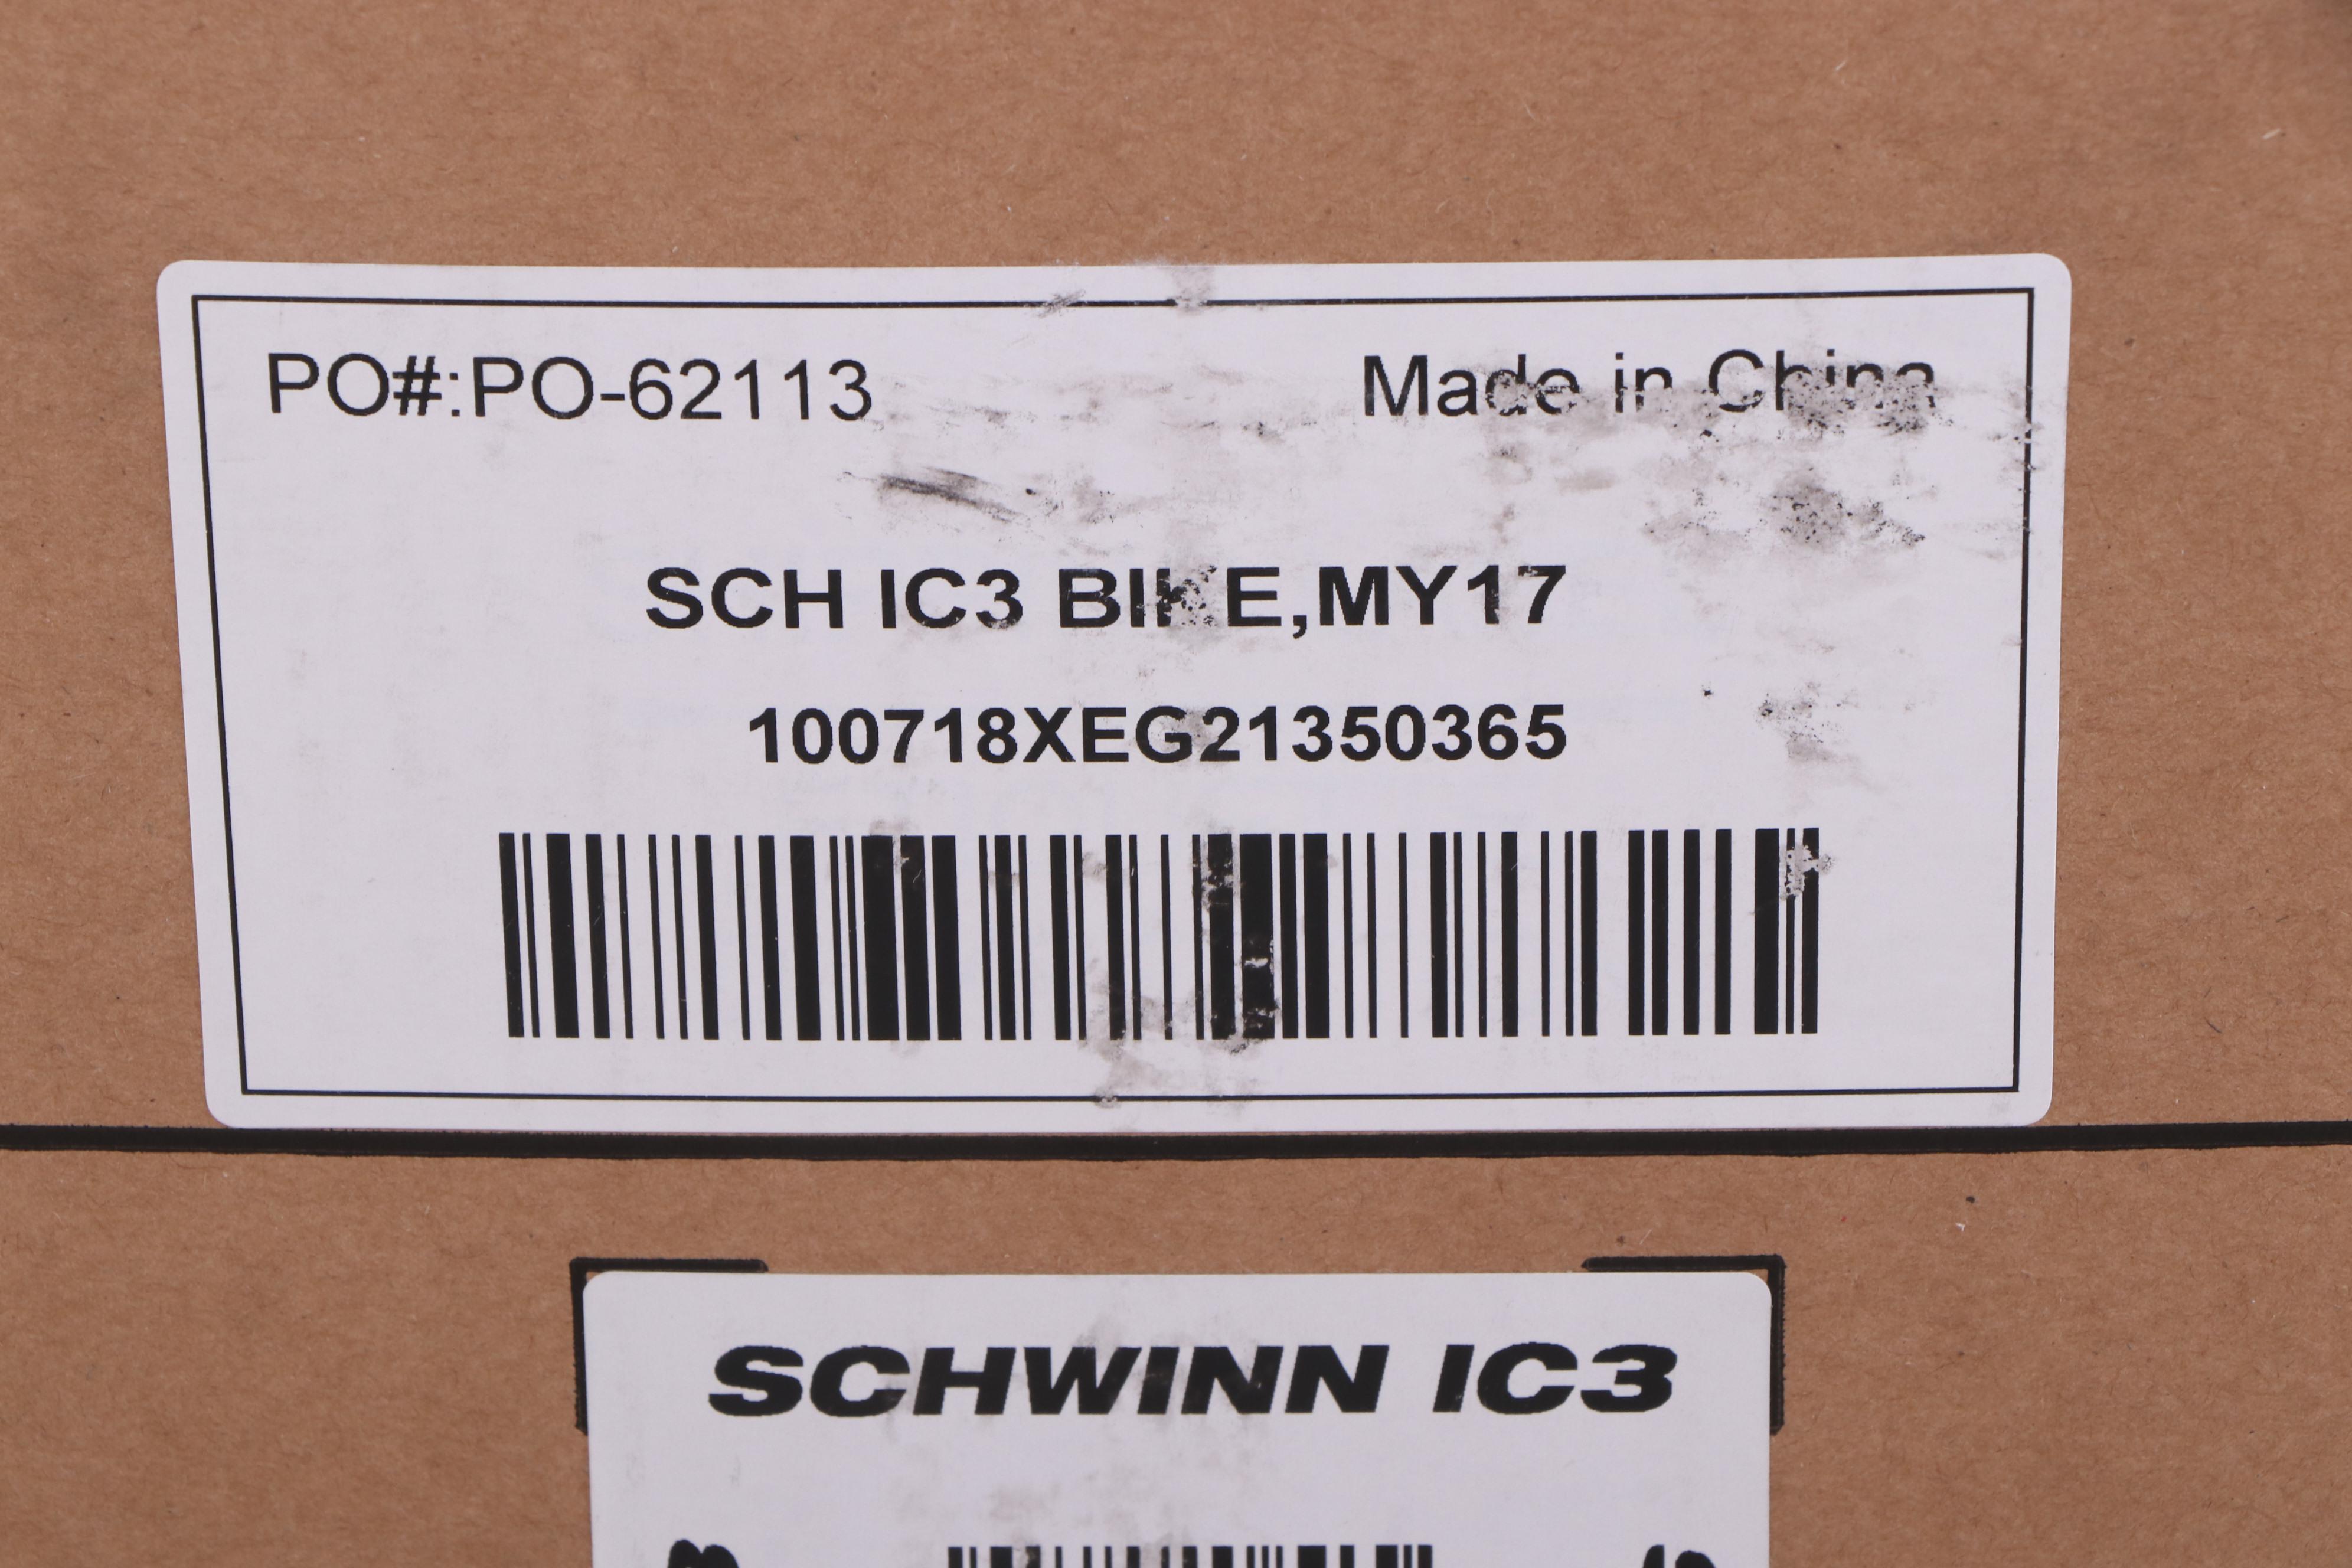 PO#:PO-62113 Made in China
SCH IC3 BIKE,MY17
100718XEG21350365
SCHWINN IC3